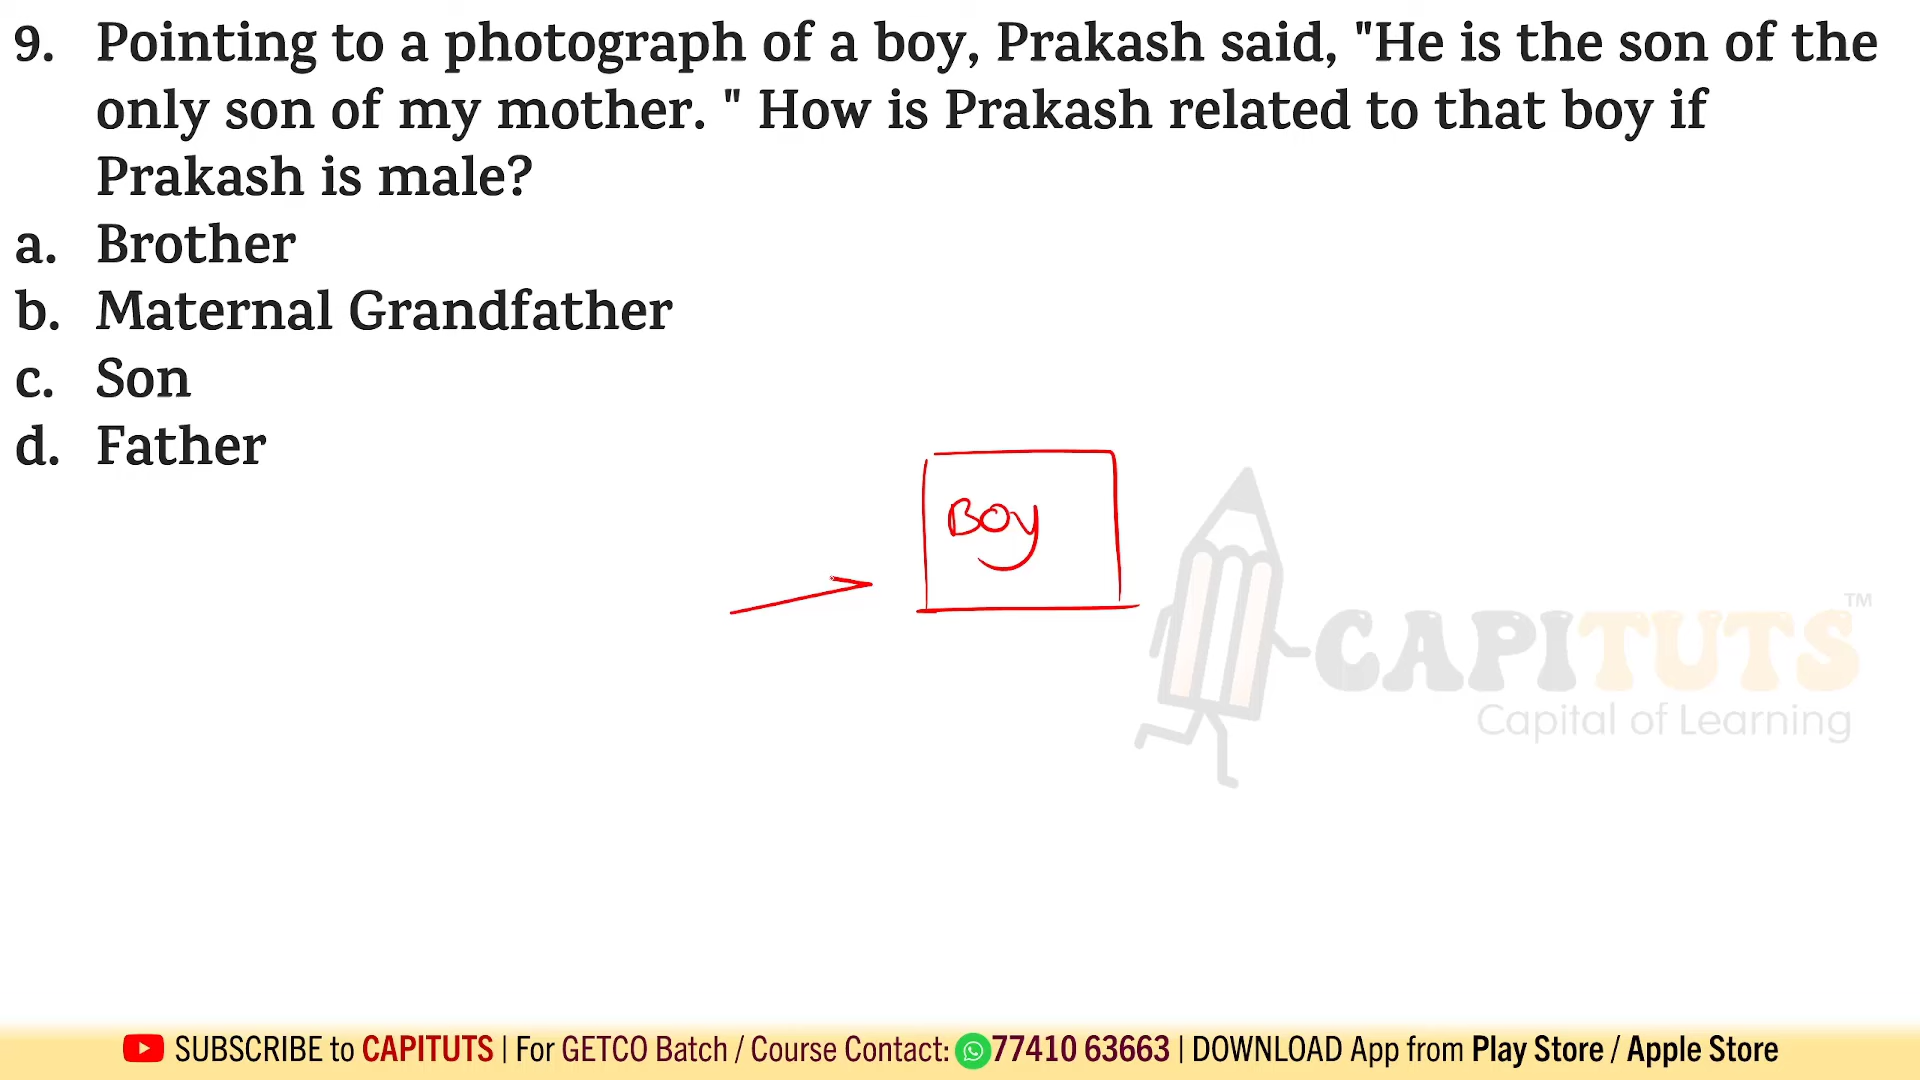 9. Pointing to a photograph of a boy, Prakash said, "He is the son of the
only son of my mother. " How is Prakash related to that boy if
Prakash is male?
a. Brother
b. Maternal Grandfather
c. Son
d. Father
Boy
CAPITUTS™
Capital of Learning
SUBSCRIBE to CAPITUTS | For GETCO Batch / Course Contact: 77410 63663 | DOWNLOAD App from Play Store / Apple Store